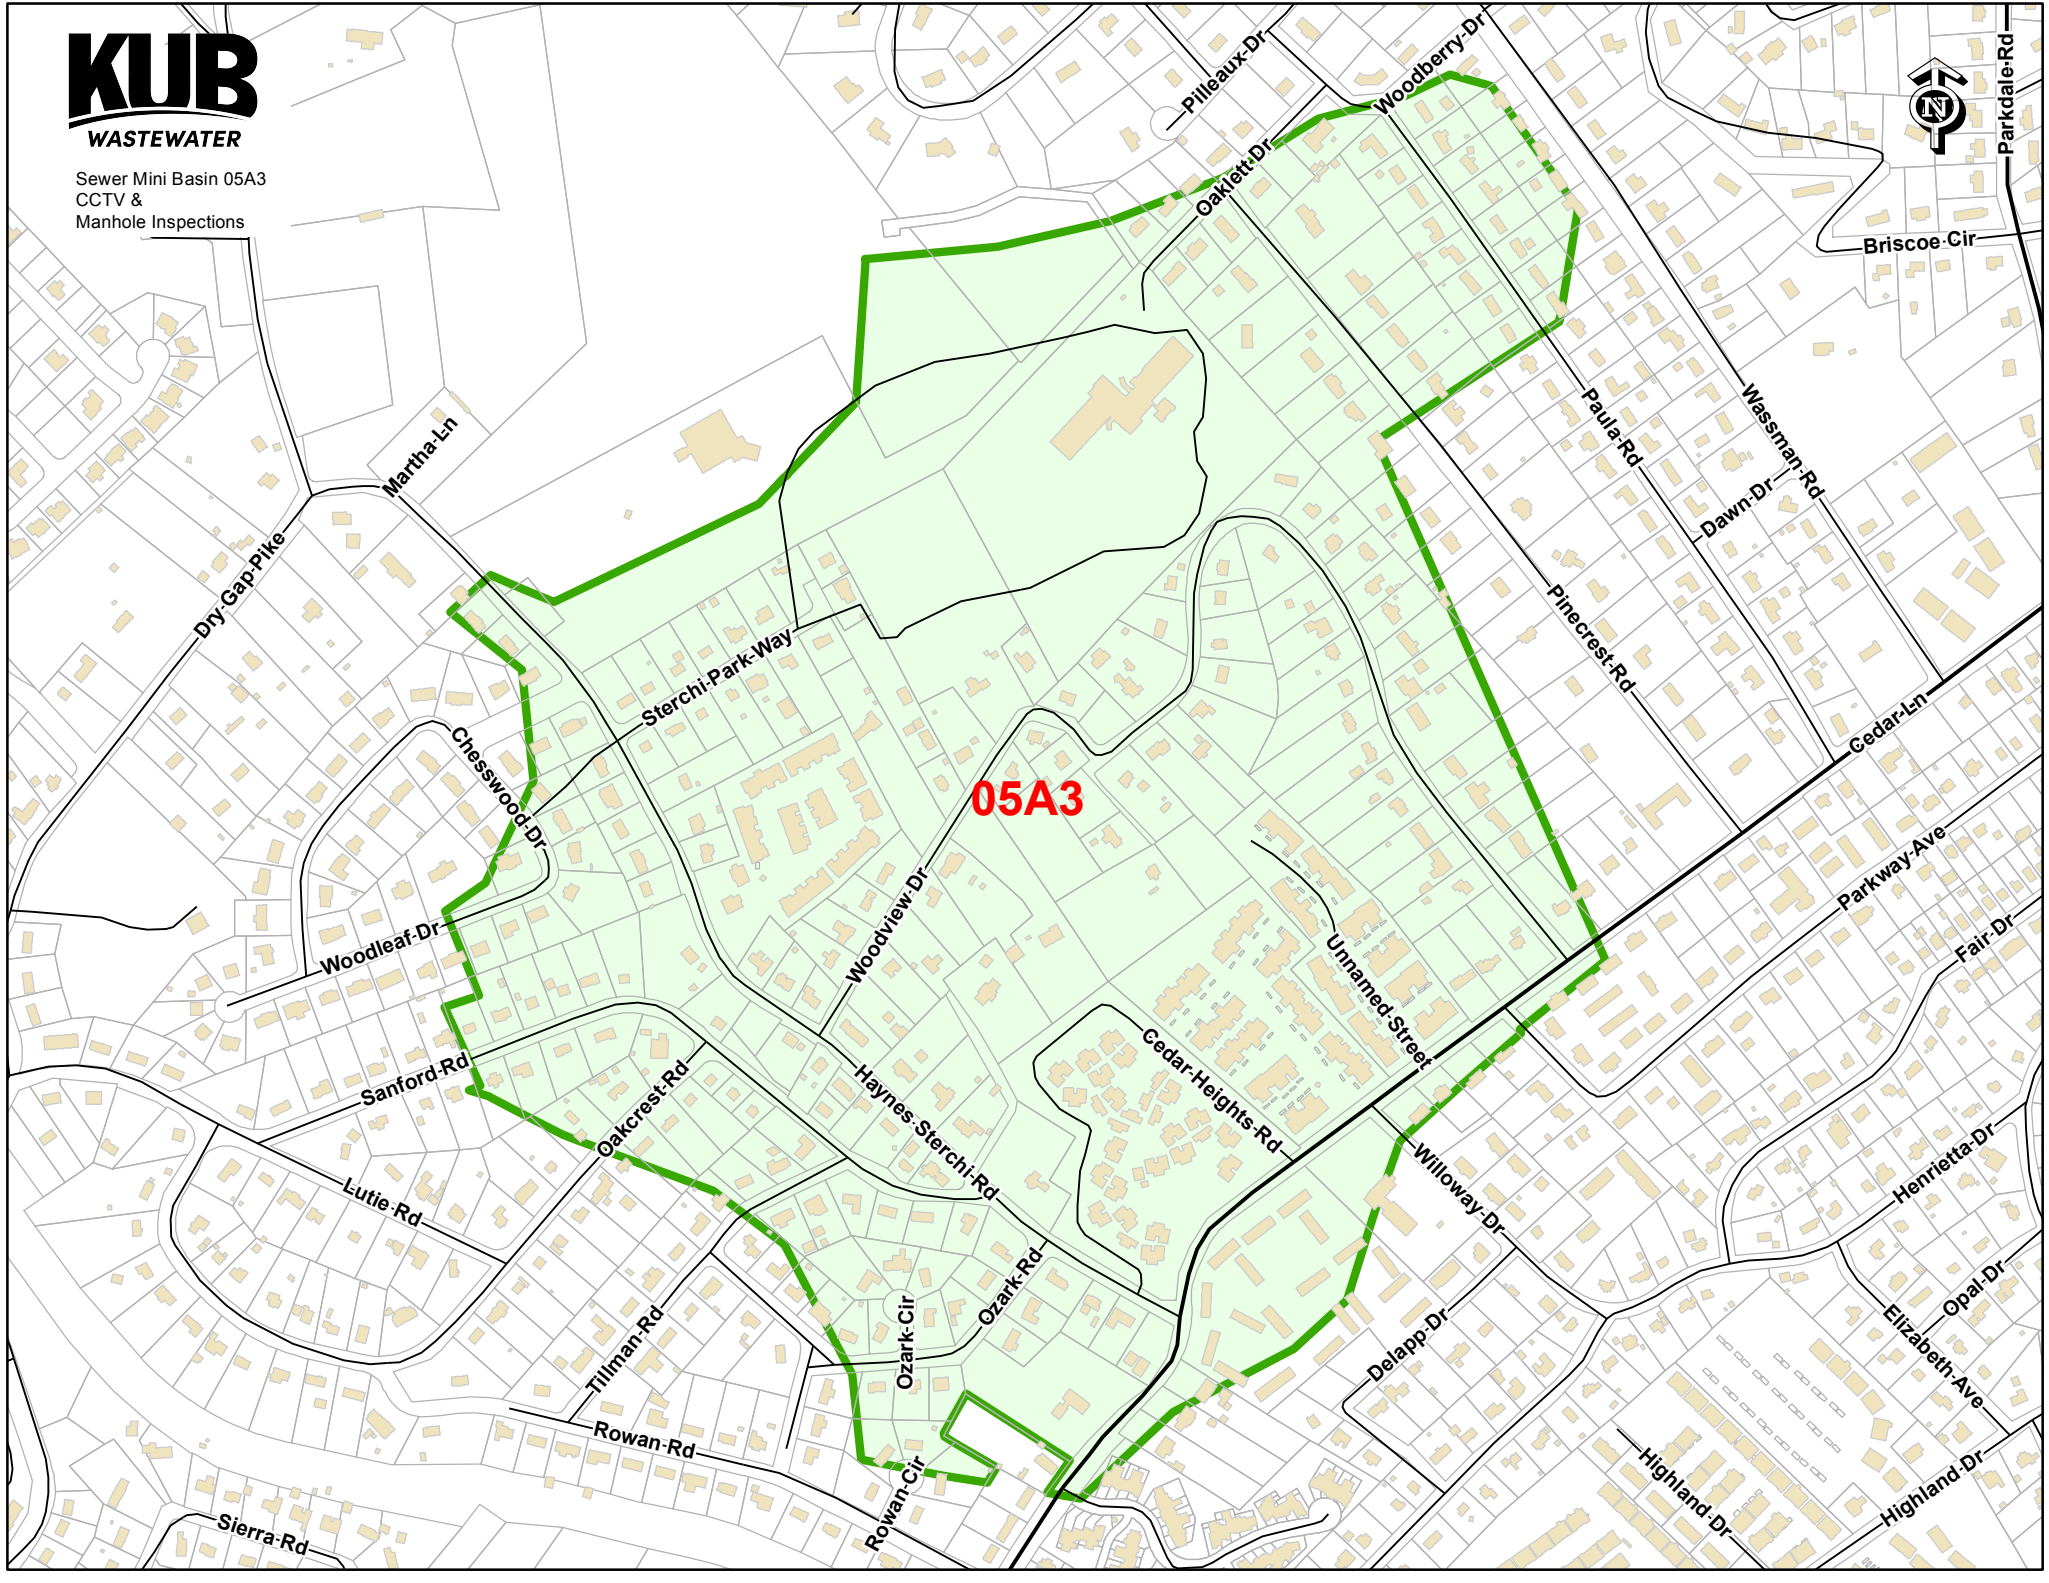 KUB
WASTEWATER
Sewer Mini Basin 05A3
CCTV &
Manhole Inspections
N
Pilleaux Dr
Woodberry Dr
Parkdale Rd
Oaklett Dr
Briscoe Cir
Martha Ln
Paula Rd
Wassman Rd
Dawn Dr
Dry Gap Pike
Pinecrest Rd
Sterchi Park Way
Cedar Ln
Chesswood Dr
05A3
Parkway Ave
Woodview Dr
Woodleaf Dr
Fair Dr
Unnamed Street
Sanford Rd
Oakcrest Rd
Haynes Sterchi Rd
Cedar Heights Rd
Lutie Rd
Willoway Dr
Henrietta Dr
Ozark Rd
Ozark Cir
Opal Dr
Elizabeth Ave
Tillman Rd
Delapp Dr
Rowan Rd
Rowan Cir
Highland Dr
Highland Dr
Sierra Rd